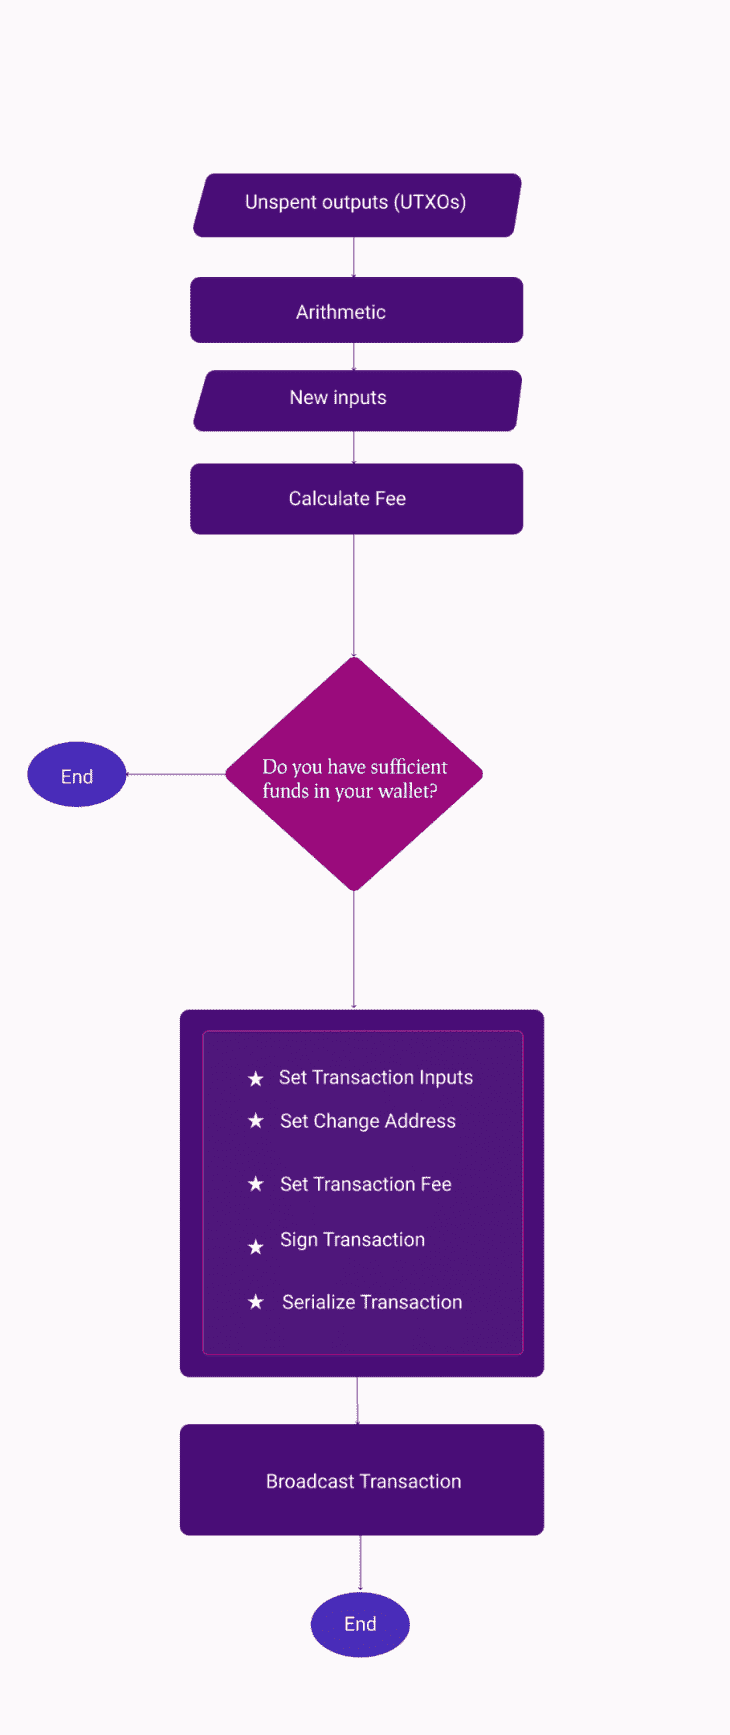 Unspent outputs (UTXOs)
Arithmetic
New inputs
Calculate Fee
Do you have sufficient
funds in your wallet?
End
Set Transaction Inputs
Set Change Address
Set Transaction Fee
Sign Transaction
Serialize Transaction
Broadcast Transaction
End